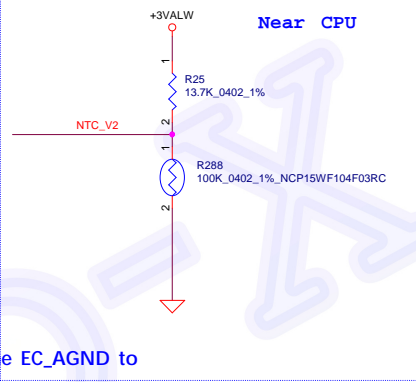 +3VALW
Near CPU
1
R25
13.7K_0402_1%
2
NTC_V2
1
R288
100K_0402_1%_NCP15WF104F03RC
2
e EC_AGND to